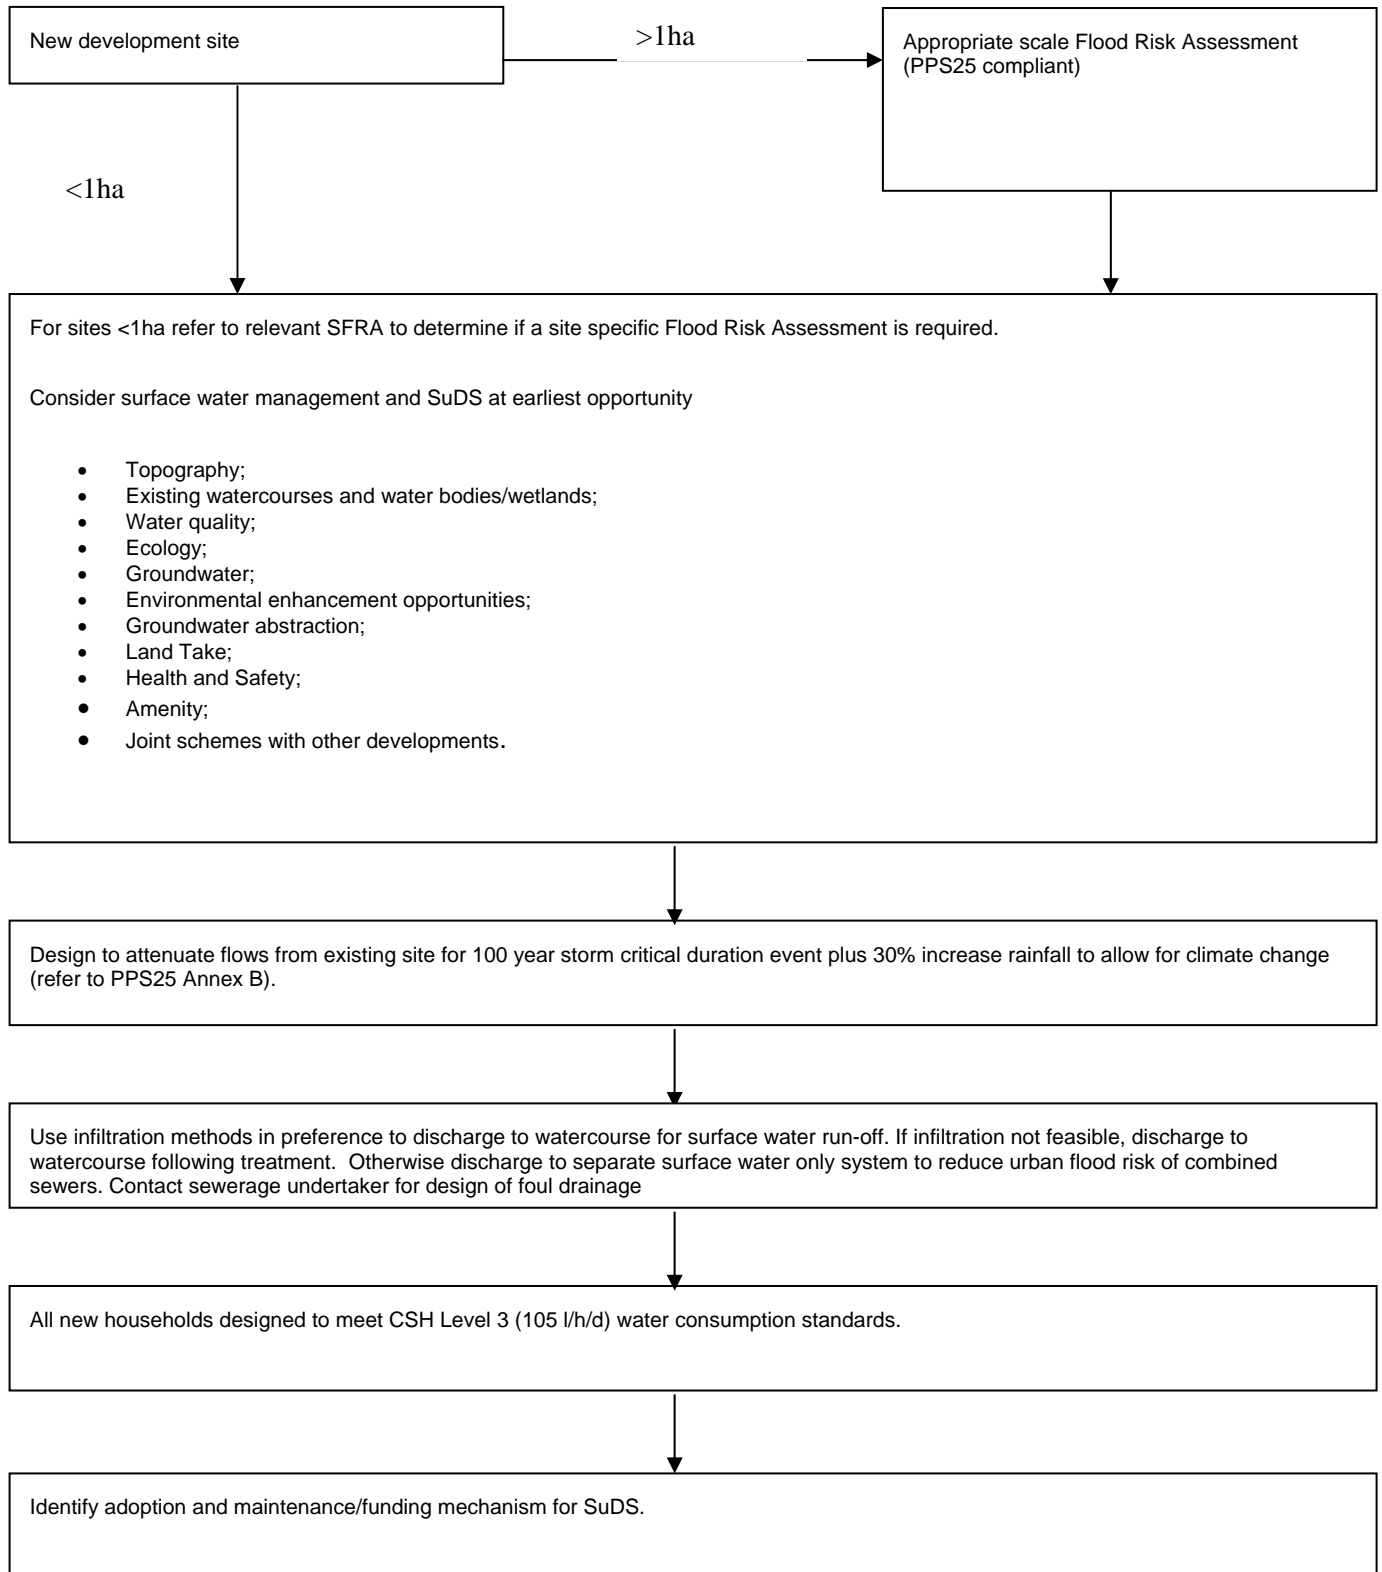 New development site
>1ha
Appropriate scale Flood Risk Assessment
(PPS25 compliant)
<1ha
For sites <1ha refer to relevant SFRA to determine if a site specific Flood Risk Assessment is required.
Consider surface water management and SuDS at earliest opportunity
• Topography;
• Existing watercourses and water bodies/wetlands;
• Water quality;
• Ecology;
• Groundwater;
• Environmental enhancement opportunities;
• Groundwater abstraction;
• Land Take;
• Health and Safety;
• Amenity;
• Joint schemes with other developments.
Design to attenuate flows from existing site for 100 year storm critical duration event plus 30% increase rainfall to allow for climate change
(refer to PPS25 Annex B).
Use infiltration methods in preference to discharge to watercourse for surface water run-off. If infiltration not feasible, discharge to
watercourse following treatment.  Otherwise discharge to separate surface water only system to reduce urban flood risk of combined
sewers. Contact sewerage undertaker for design of foul drainage
All new households designed to meet CSH Level 3 (105 l/h/d) water consumption standards.
Identify adoption and maintenance/funding mechanism for SuDS.